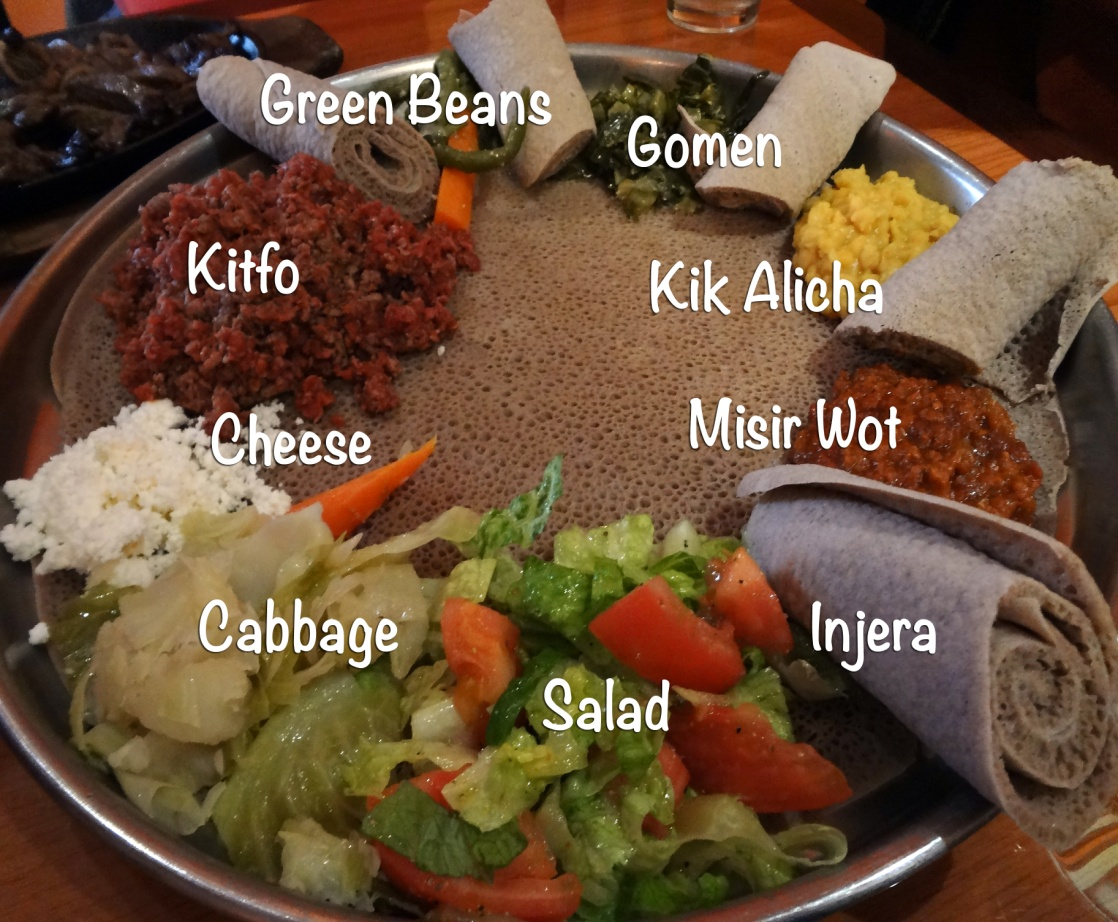 Green Beans
Gomen
Kitfo
Kik Alicha
Cheese
Misir Wot
Cabbage
Injera
Salad